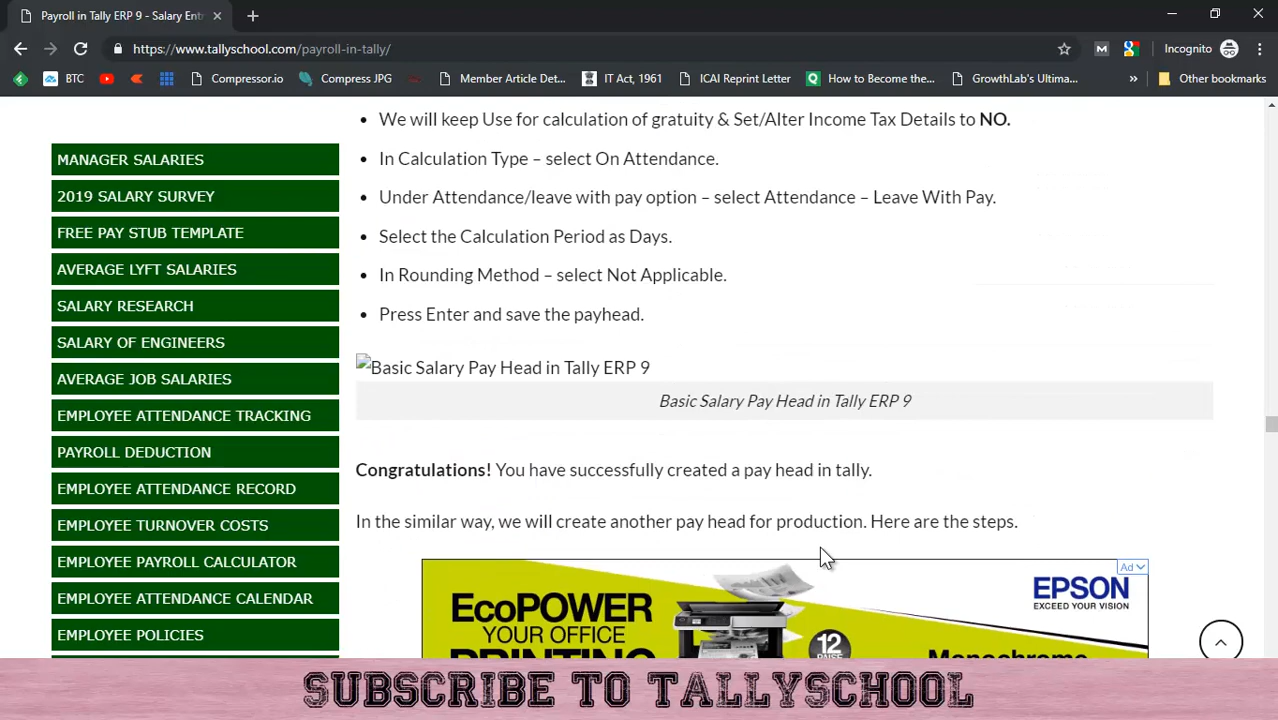 Payroll in Tally ERP 9 - Salary Entr
https://www.tallyschool.com/payroll-in-tally/
Incognito
BTC
Compressor.io
Compress JPG
Member Article Det...
IT Act, 1961
ICAI Reprint Letter
How to Become the...
GrowthLab's Ultima...
Other bookmarks
• We will keep Use for calculation of gratuity & Set/Alter Income Tax Details to NO.
• In Calculation Type – select On Attendance.
• Under Attendance/leave with pay option – select Attendance – Leave With Pay.
• Select the Calculation Period as Days.
• In Rounding Method – select Not Applicable.
• Press Enter and save the payhead.
Basic Salary Pay Head in Tally ERP 9
Basic Salary Pay Head in Tally ERP 9
Congratulations! You have successfully created a pay head in tally.
In the similar way, we will create another pay head for production. Here are the steps.
MANAGER SALARIES
2019 SALARY SURVEY
FREE PAY STUB TEMPLATE
AVERAGE LYFT SALARIES
SALARY RESEARCH
SALARY OF ENGINEERS
AVERAGE JOB SALARIES
EMPLOYEE ATTENDANCE TRACKING
PAYROLL DEDUCTION
EMPLOYEE ATTENDANCE RECORD
EMPLOYEE TURNOVER COSTS
EMPLOYEE PAYROLL CALCULATOR
EMPLOYEE ATTENDANCE CALENDAR
EMPLOYEE POLICIES
Ad
EcoPOWER
YOUR OFFICE
PRINTING
12
PAISE
EPSON
EXCEED YOUR VISION
Monochrome
SUBSCRIBE TO TALLYSCHOOL